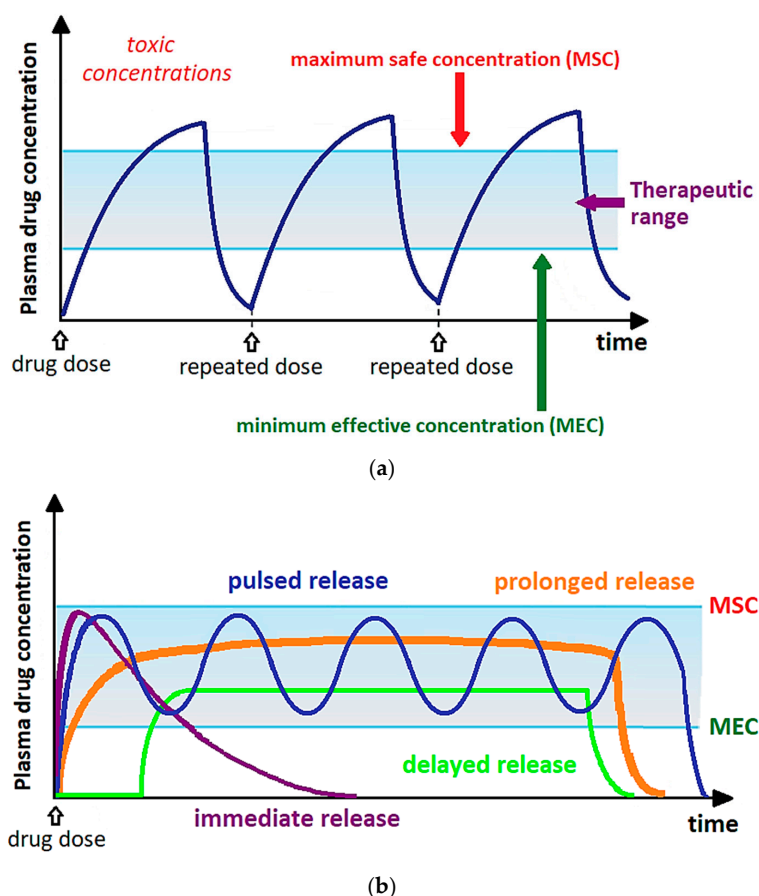 toxic
concentrations
maximum safe concentration (MSC)
Plasma drug concentration
Therapeutic
range
time
drug dose
repeated dose
repeated dose
minimum effective concentration (MEC)
(a)
Plasma drug concentration
pulsed release
prolonged release
MSC
MEC
delayed release
immediate release
time
drug dose
(b)